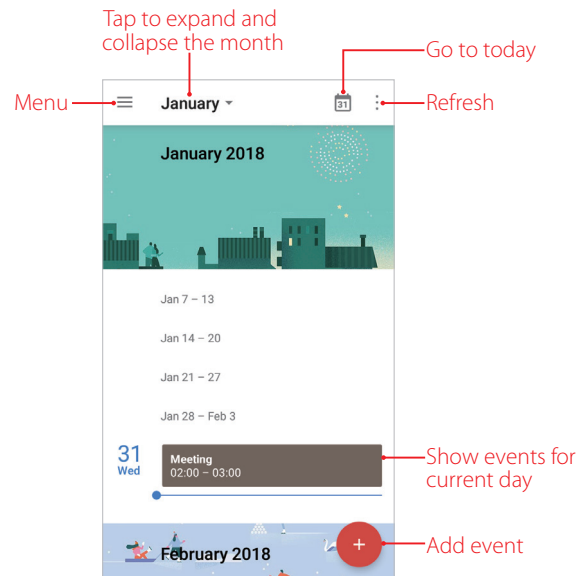 Tap to expand and
collapse the month
Go to today
Menu
January
31
Refresh
January 2018
Jan 7 – 13
Jan 14 – 20
Jan 21 – 27
Jan 28 – Feb 3
31
Wed
Meeting
02:00 – 03:00
Show events for
current day
February 2018
+
Add event